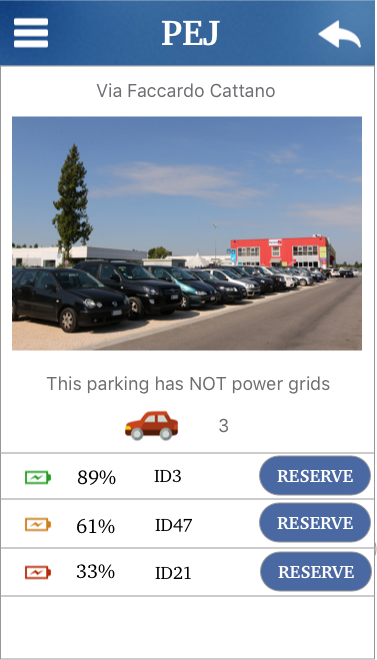 PEJ
Via Faccardo Cattano
This parking has NOT power grids
3
89% ID3 RESERVE
61% ID47 RESERVE
33% ID21 RESERVE